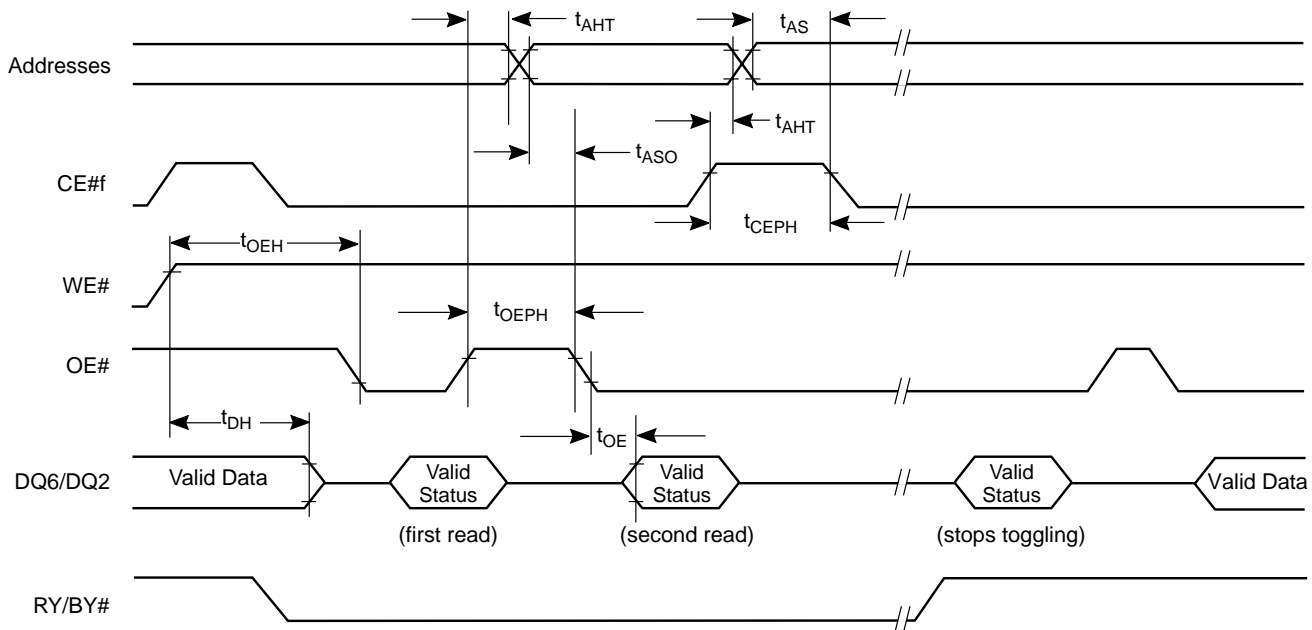 tAHT
tAS
Addresses
tAHT
tASO
CE#f
tCEPH
tOEH
WE#
tOEPH
OE#
tDH
tOE
DQ6/DQ2
Valid Data
Valid
Status
Valid
Status
Valid
Status
Valid Data
(first read)
(second read)
(stops toggling)
RY/BY#